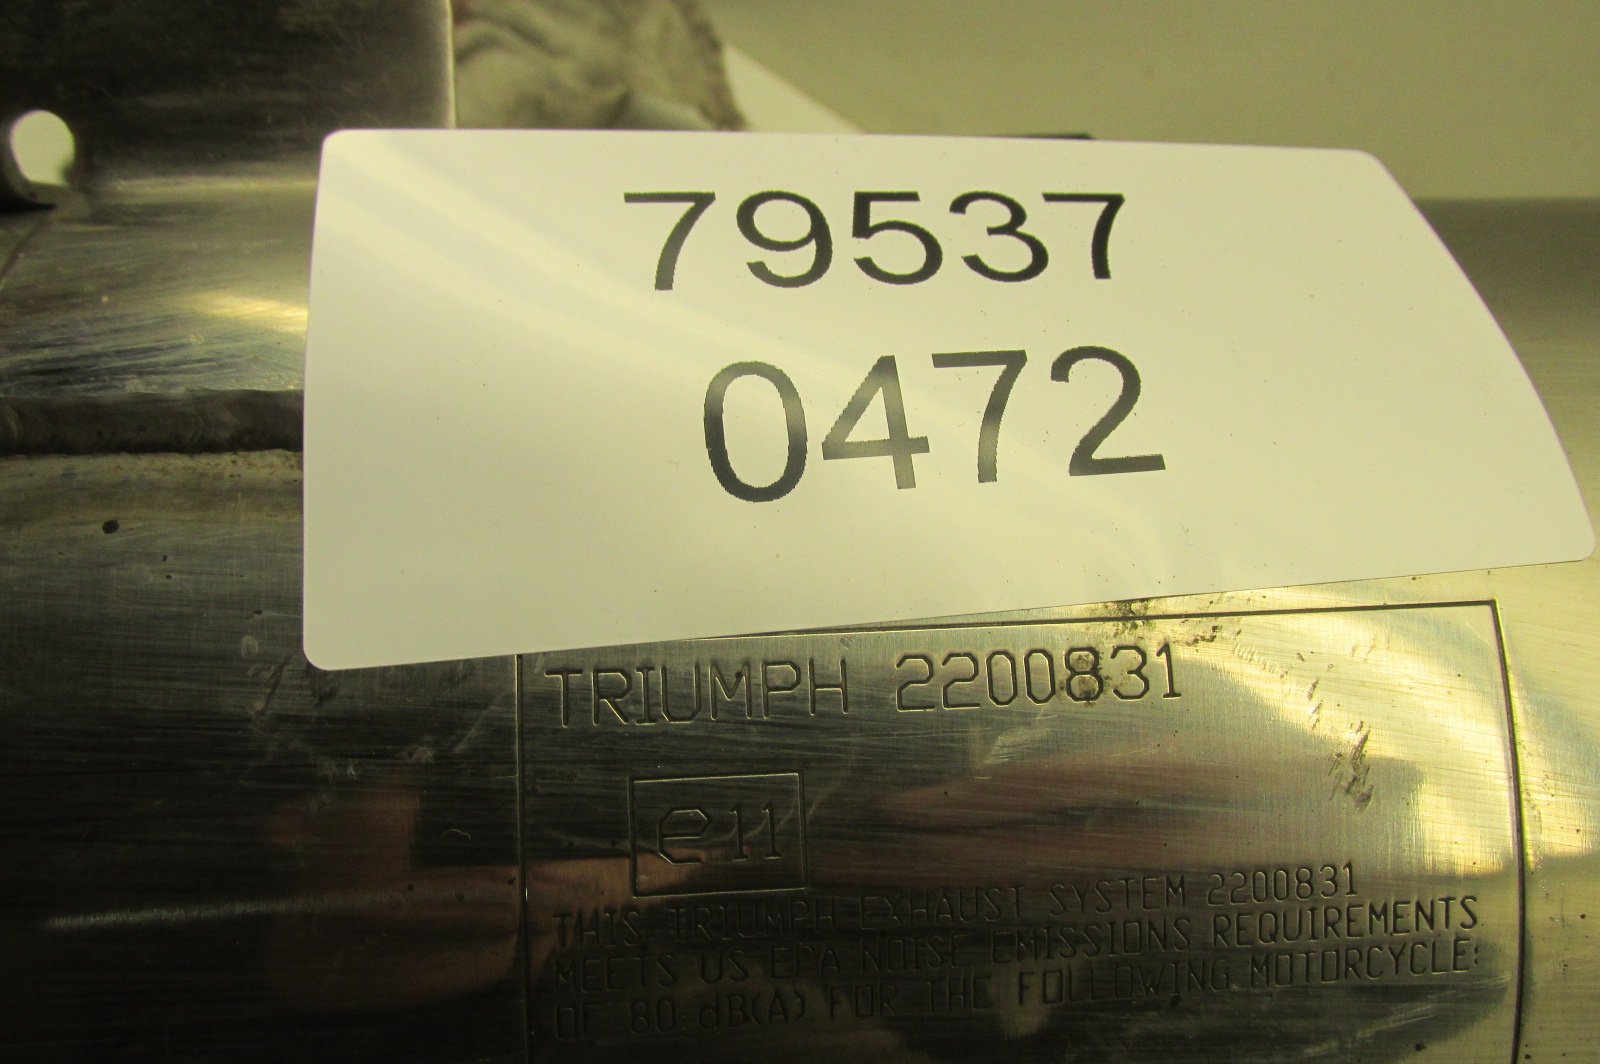 79537
0472
TRIUMPH 2200831
e11
THIS TRIUMPH EXHAUST SYSTEM 2200831
MEETS US EPA NOISE EMISSIONS REQUIREMENTS
OF 80 dB(A) FOR THE FOLLOWING MOTORCYCLE: